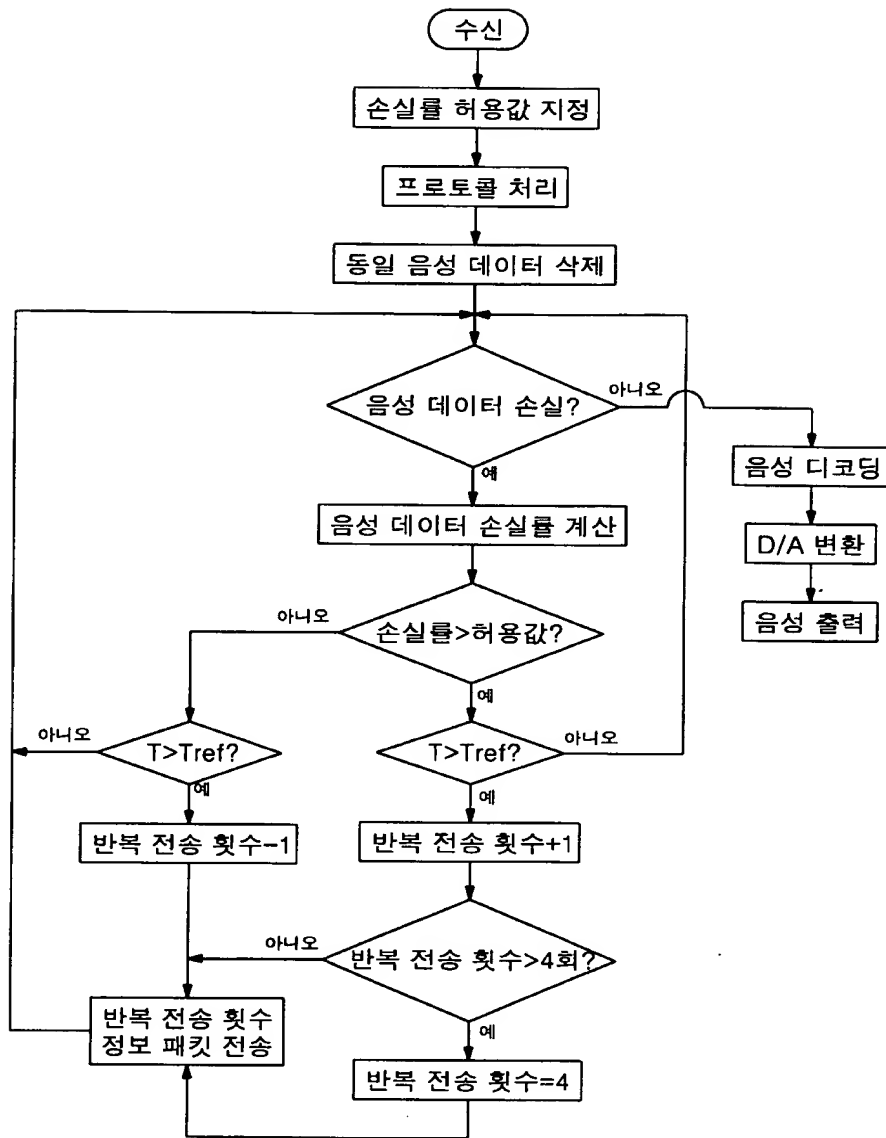 수신
손실률 허용값 지정
프로토콜 처리
동일 음성 데이터 삭제
음성 데이터 손실?
아니오
예
음성 디코딩
음성 데이터 손실률 계산
D/A 변환
음성 출력
손실률>허용값?
아니오
예
T>Tref?
아니오
예
T>Tref?
아니오
예
반복 전송 횟수-1
반복 전송 횟수+1
반복 전송 횟수>4회?
아니오
예
반복 전송 횟수
정보 패킷 전송
반복 전송 횟수=4